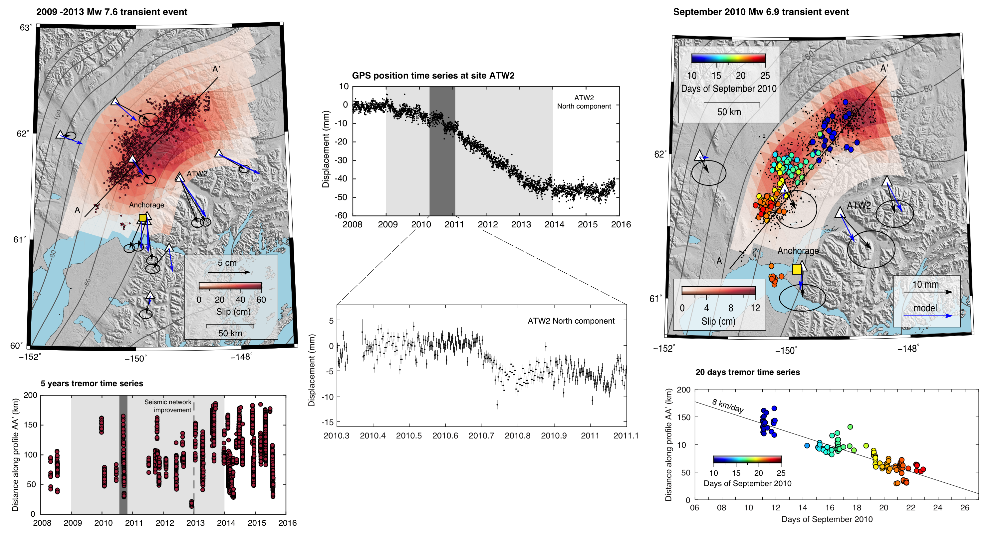 2009 -2013 Mw 7.6 transient event
63°
62°
61°
60°
−152°
−150°
−148°
A'
A
ATW2
Anchorage
100
80
60
5 cm
0 20 40 60
Slip (cm)
50 km
5 years tremor time series
Distance along profile AA' (km)
200
150
100
50
0
Seismic network
improvement
2008 2009 2010 2011 2012 2013 2014 2015 2016
GPS position time series at site ATW2
Displacement (mm)
10
0
-10
-20
-30
-40
-50
-60
ATW2
North component
2008 2009 2010 2011 2012 2013 2014 2015 2016
Displacement (mm)
5
0
-5
-10
-15
ATW2 North component
2010.3 2010.4 2010.5 2010.6 2010.7 2010.8 2010.9 2011 2011.1
September 2010 Mw 6.9 transient event
10 15 20 25
Days of September 2010
50 km
−80
−60
A'
62°
ATW2
Anchorage
A
61°
0 4 8 12
Slip (cm)
10 mm
model
−152°
−150°
−148°
20 days tremor time series
Distance along profile AA' (km)
200
150
10
50
0
8 km/day
10 15 20 25
Days of September 2010
06 08 10 12 14 16 18 20 22 24 26
Days of September 2010